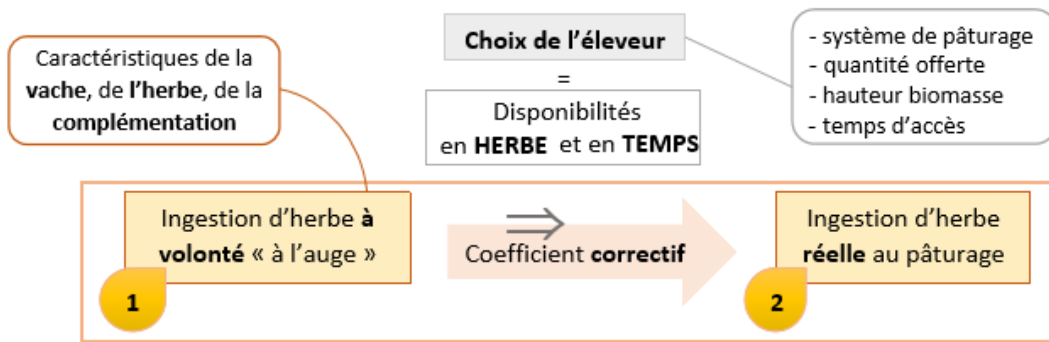 Caractéristiques de la
vache, de l’herbe, de la
complémentation
Choix de l’éleveur
=
Disponibilités
en HERBE et en TEMPS
- système de pâturage
- quantité offerte
- hauteur biomasse
- temps d’accès
Ingestion d’herbe à
volonté « à l’auge »
1
⇒
Coefficient correctif
Ingestion d’herbe
réelle au pâturage
2